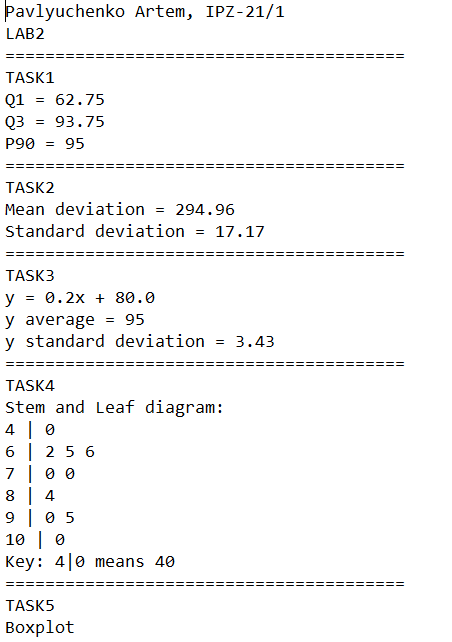 Pavlyuchenko Artem, IPZ-21/1
LAB2
========================================
TASK1
Q1 = 62.75
Q3 = 93.75
P90 = 95
========================================
TASK2
Mean deviation = 294.96
Standard deviation = 17.17
========================================
TASK3
y = 0.2x + 80.0
y average = 95
y standard deviation = 3.43
========================================
TASK4
Stem and Leaf diagram:
4 | 0
6 | 2 5 6
7 | 0 0
8 | 4
9 | 0 5
10 | 0
Key: 4|0 means 40
========================================
TASK5
Boxplot